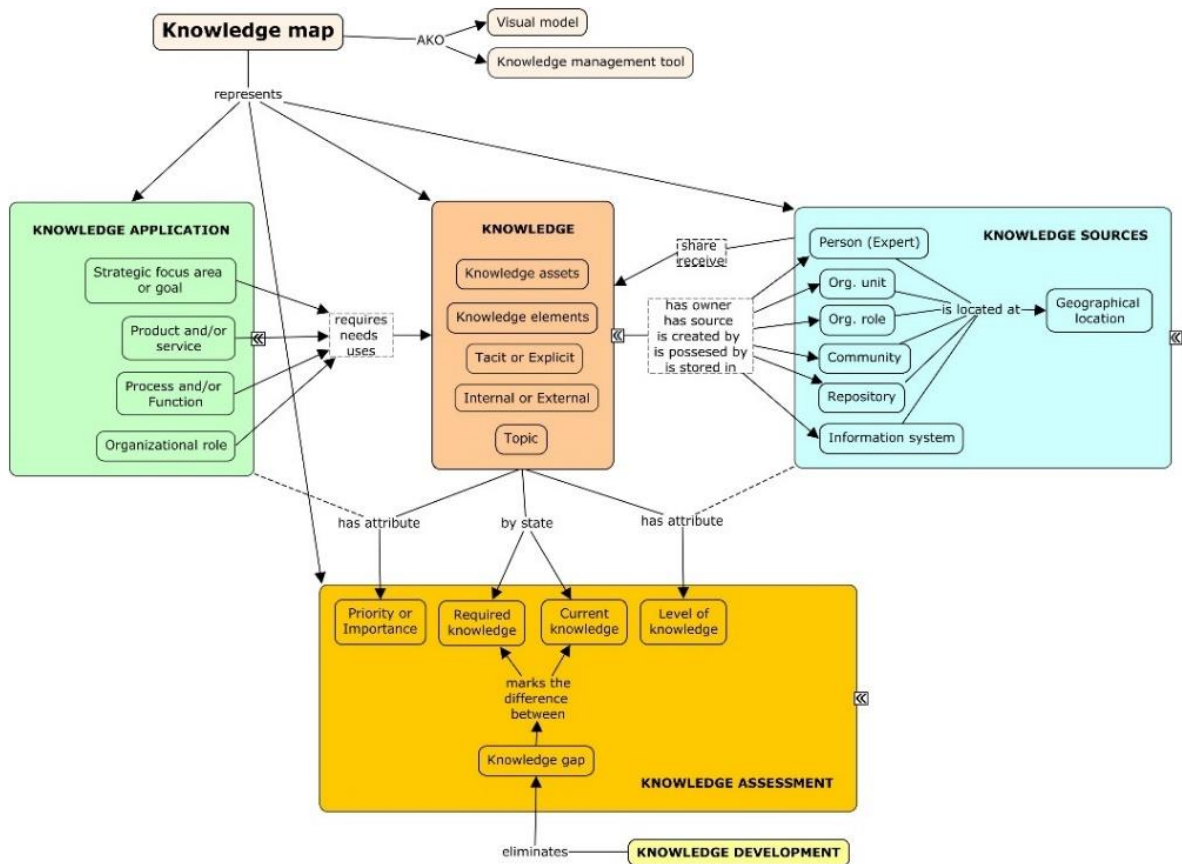 Knowledge map
AKO
Visual model
Knowledge management tool
represents
KNOWLEDGE APPLICATION
Strategic focus area
or goal
Product and/or
service
Process and/or
Function
Organizational role
requires
needs
uses
KNOWLEDGE
Knowledge assets
Knowledge elements
Tacit or Explicit
Internal or External
Topic
share
receive
has owner
has source
is created by
is possesed by
is stored in
KNOWLEDGE SOURCES
Person (Expert)
Org. unit
Org. role
Community
Repository
Information system
is located at
Geographical
location
has attribute
by state
has attribute
Priority or
Importance
Required
knowledge
Current
knowledge
Level of
knowledge
marks the
difference
between
Knowledge gap
KNOWLEDGE ASSESSMENT
eliminates
KNOWLEDGE DEVELOPMENT